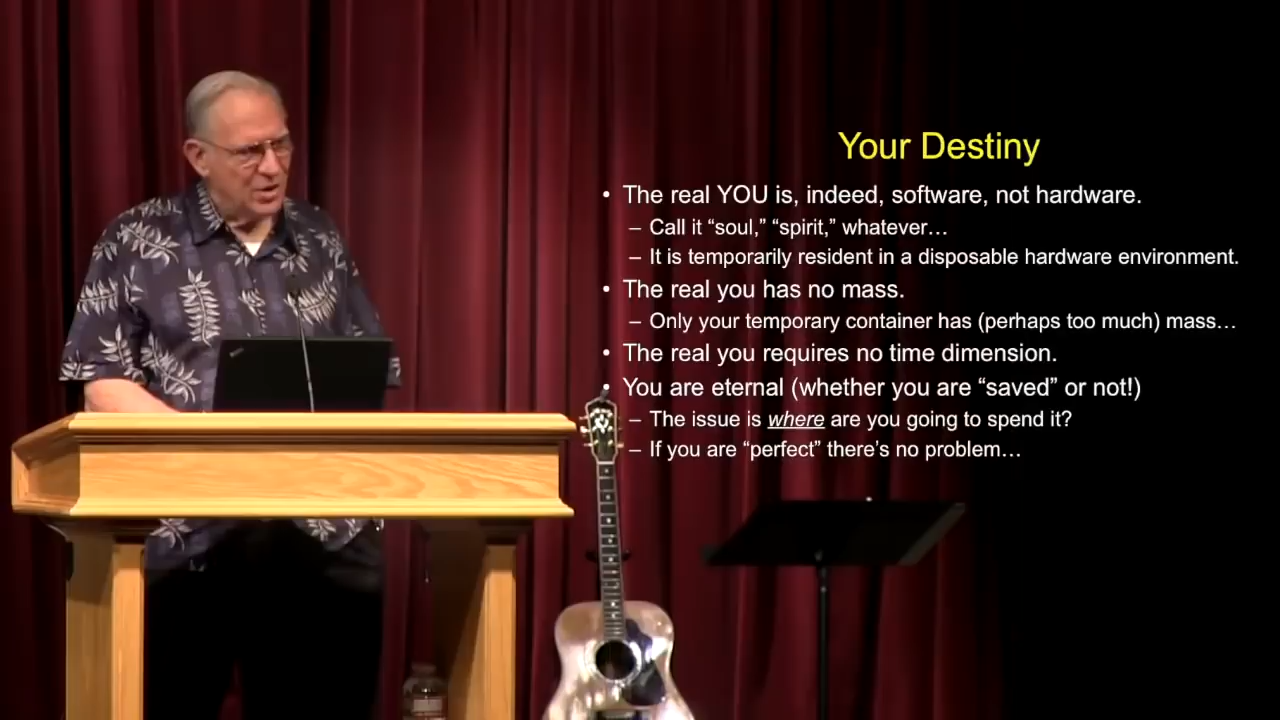 Your Destiny
• The real YOU is, indeed, software, not hardware.
– Call it “soul,” “spirit,” whatever…
– It is temporarily resident in a disposable hardware environment.
• The real you has no mass.
– Only your temporary container has (perhaps too much) mass…
• The real you requires no time dimension.
• You are eternal (whether you are “saved” or not!)
– The issue is where are you going to spend it?
– If you are “perfect” there’s no problem…